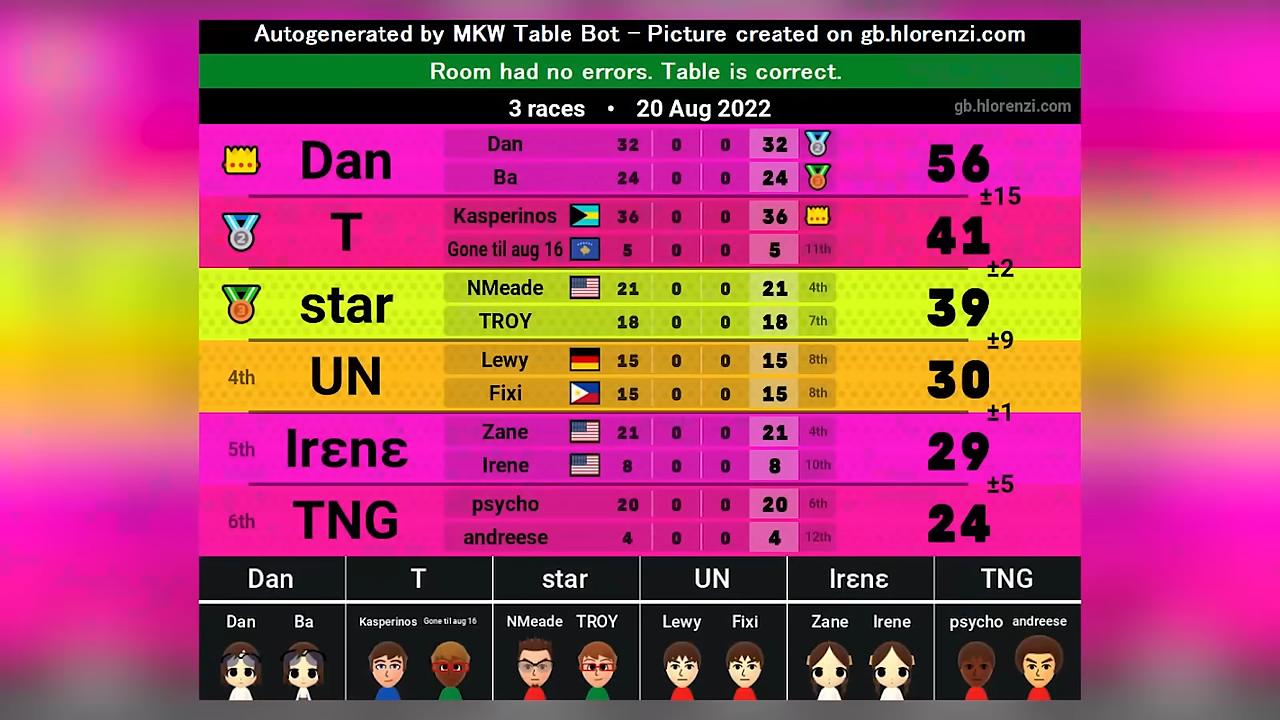 Autogenerated by MKW Table Bot – Picture created on gb.hlorenzi.com
Room had no errors. Table is correct.
3 races • 20 Aug 2022 gb.hlorenzi.com
Dan
Dan 32 0 0 32 2
Ba 24 0 0 24 3
56
±15
2
T
Kasperinos 36 0 0 36
Gone til aug 16 5 0 0 5 11th
41
±2
3
star
NMeade 21 0 0 21 4th
TROY 18 0 0 18 7th
39
±9
4th
UN
Lewy 15 0 0 15 8th
Fixi 15 0 0 15 8th
30
±1
5th
Irεnε
Zane 21 0 0 21 4th
Irene 8 0 0 8 10th
29
±5
6th
TNG
psycho 20 0 0 20 6th
andreese 4 0 0 4 12th
24
Dan T star UN Irεnε TNG
Dan Ba Kasperinos Gone til aug 16 NMeade TROY Lewy Fixi Zane Irene psycho andreese